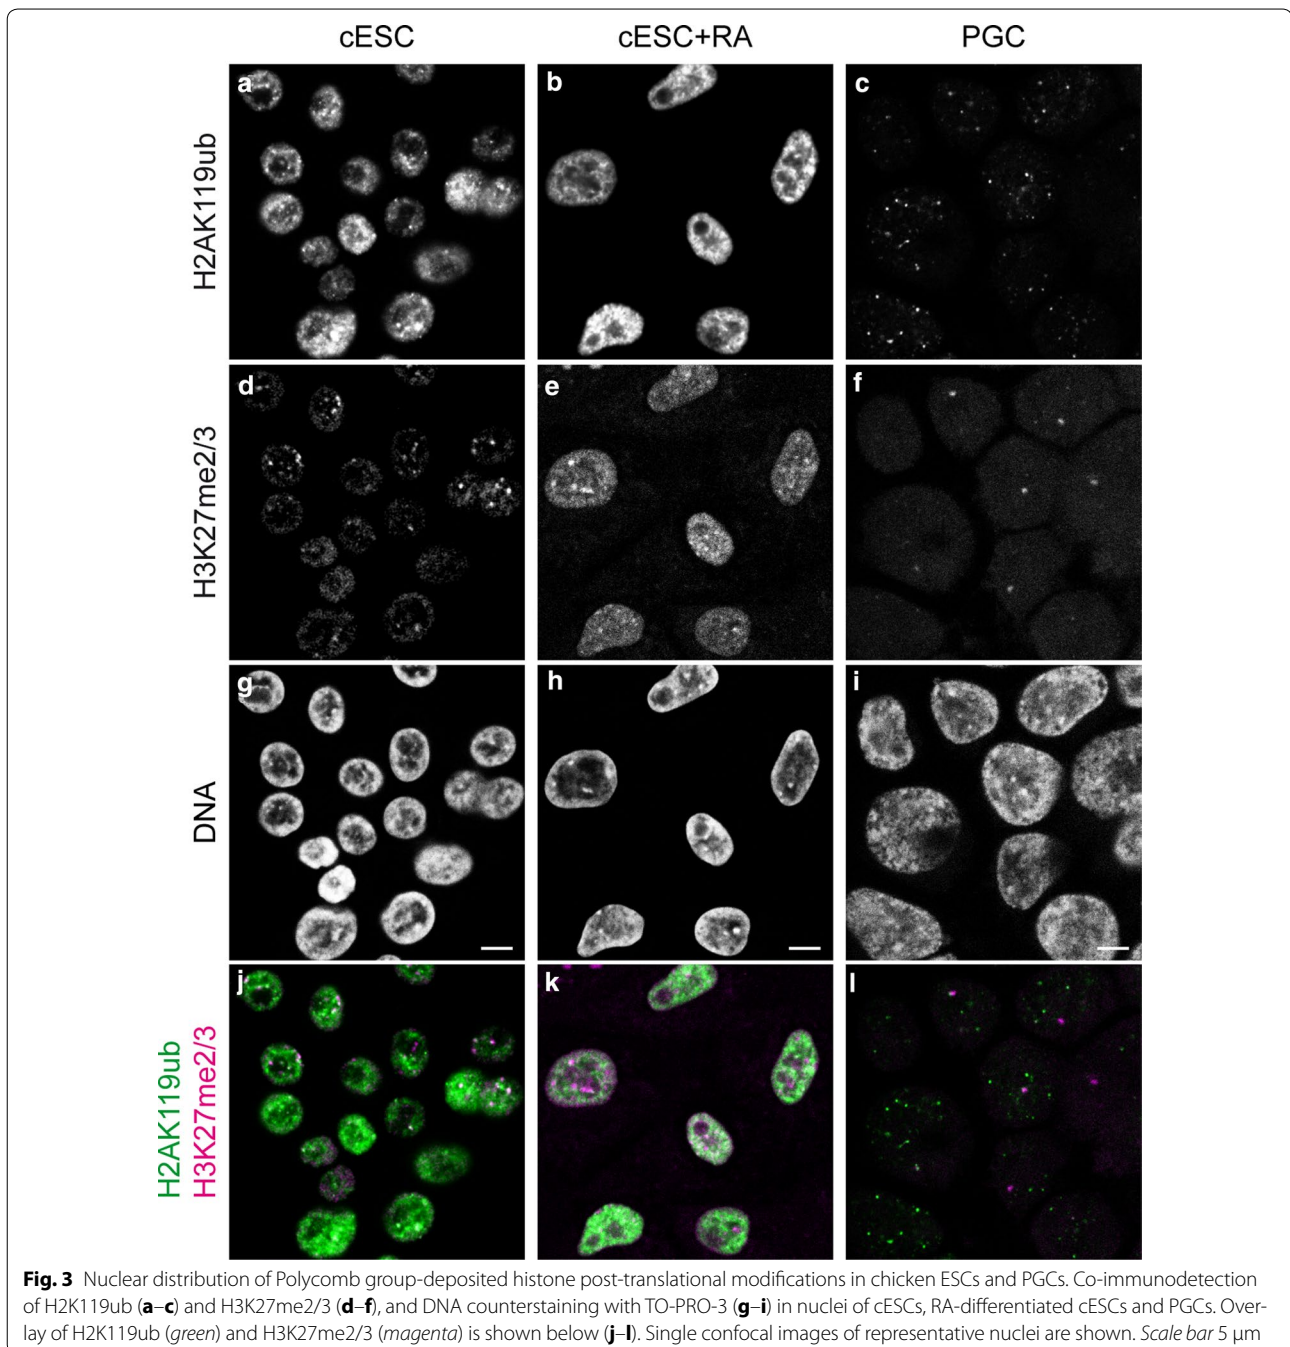 cESC cESC+RA PGC
H2AK119ub
a b c
H3K27me2/3
d e f
DNA
g h i
H2AK119ub
H3K27me2/3
j k l
Fig. 3 Nuclear distribution of Polycomb group-deposited histone post-translational modifications in chicken ESCs and PGCs. Co-immunodetection
of H2K119ub (a–c) and H3K27me2/3 (d–f), and DNA counterstaining with TO-PRO-3 (g–i) in nuclei of cESCs, RA-differentiated cESCs and PGCs. Over-
lay of H2K119ub (green) and H3K27me2/3 (magenta) is shown below (j–l). Single confocal images of representative nuclei are shown. Scale bar 5 µm